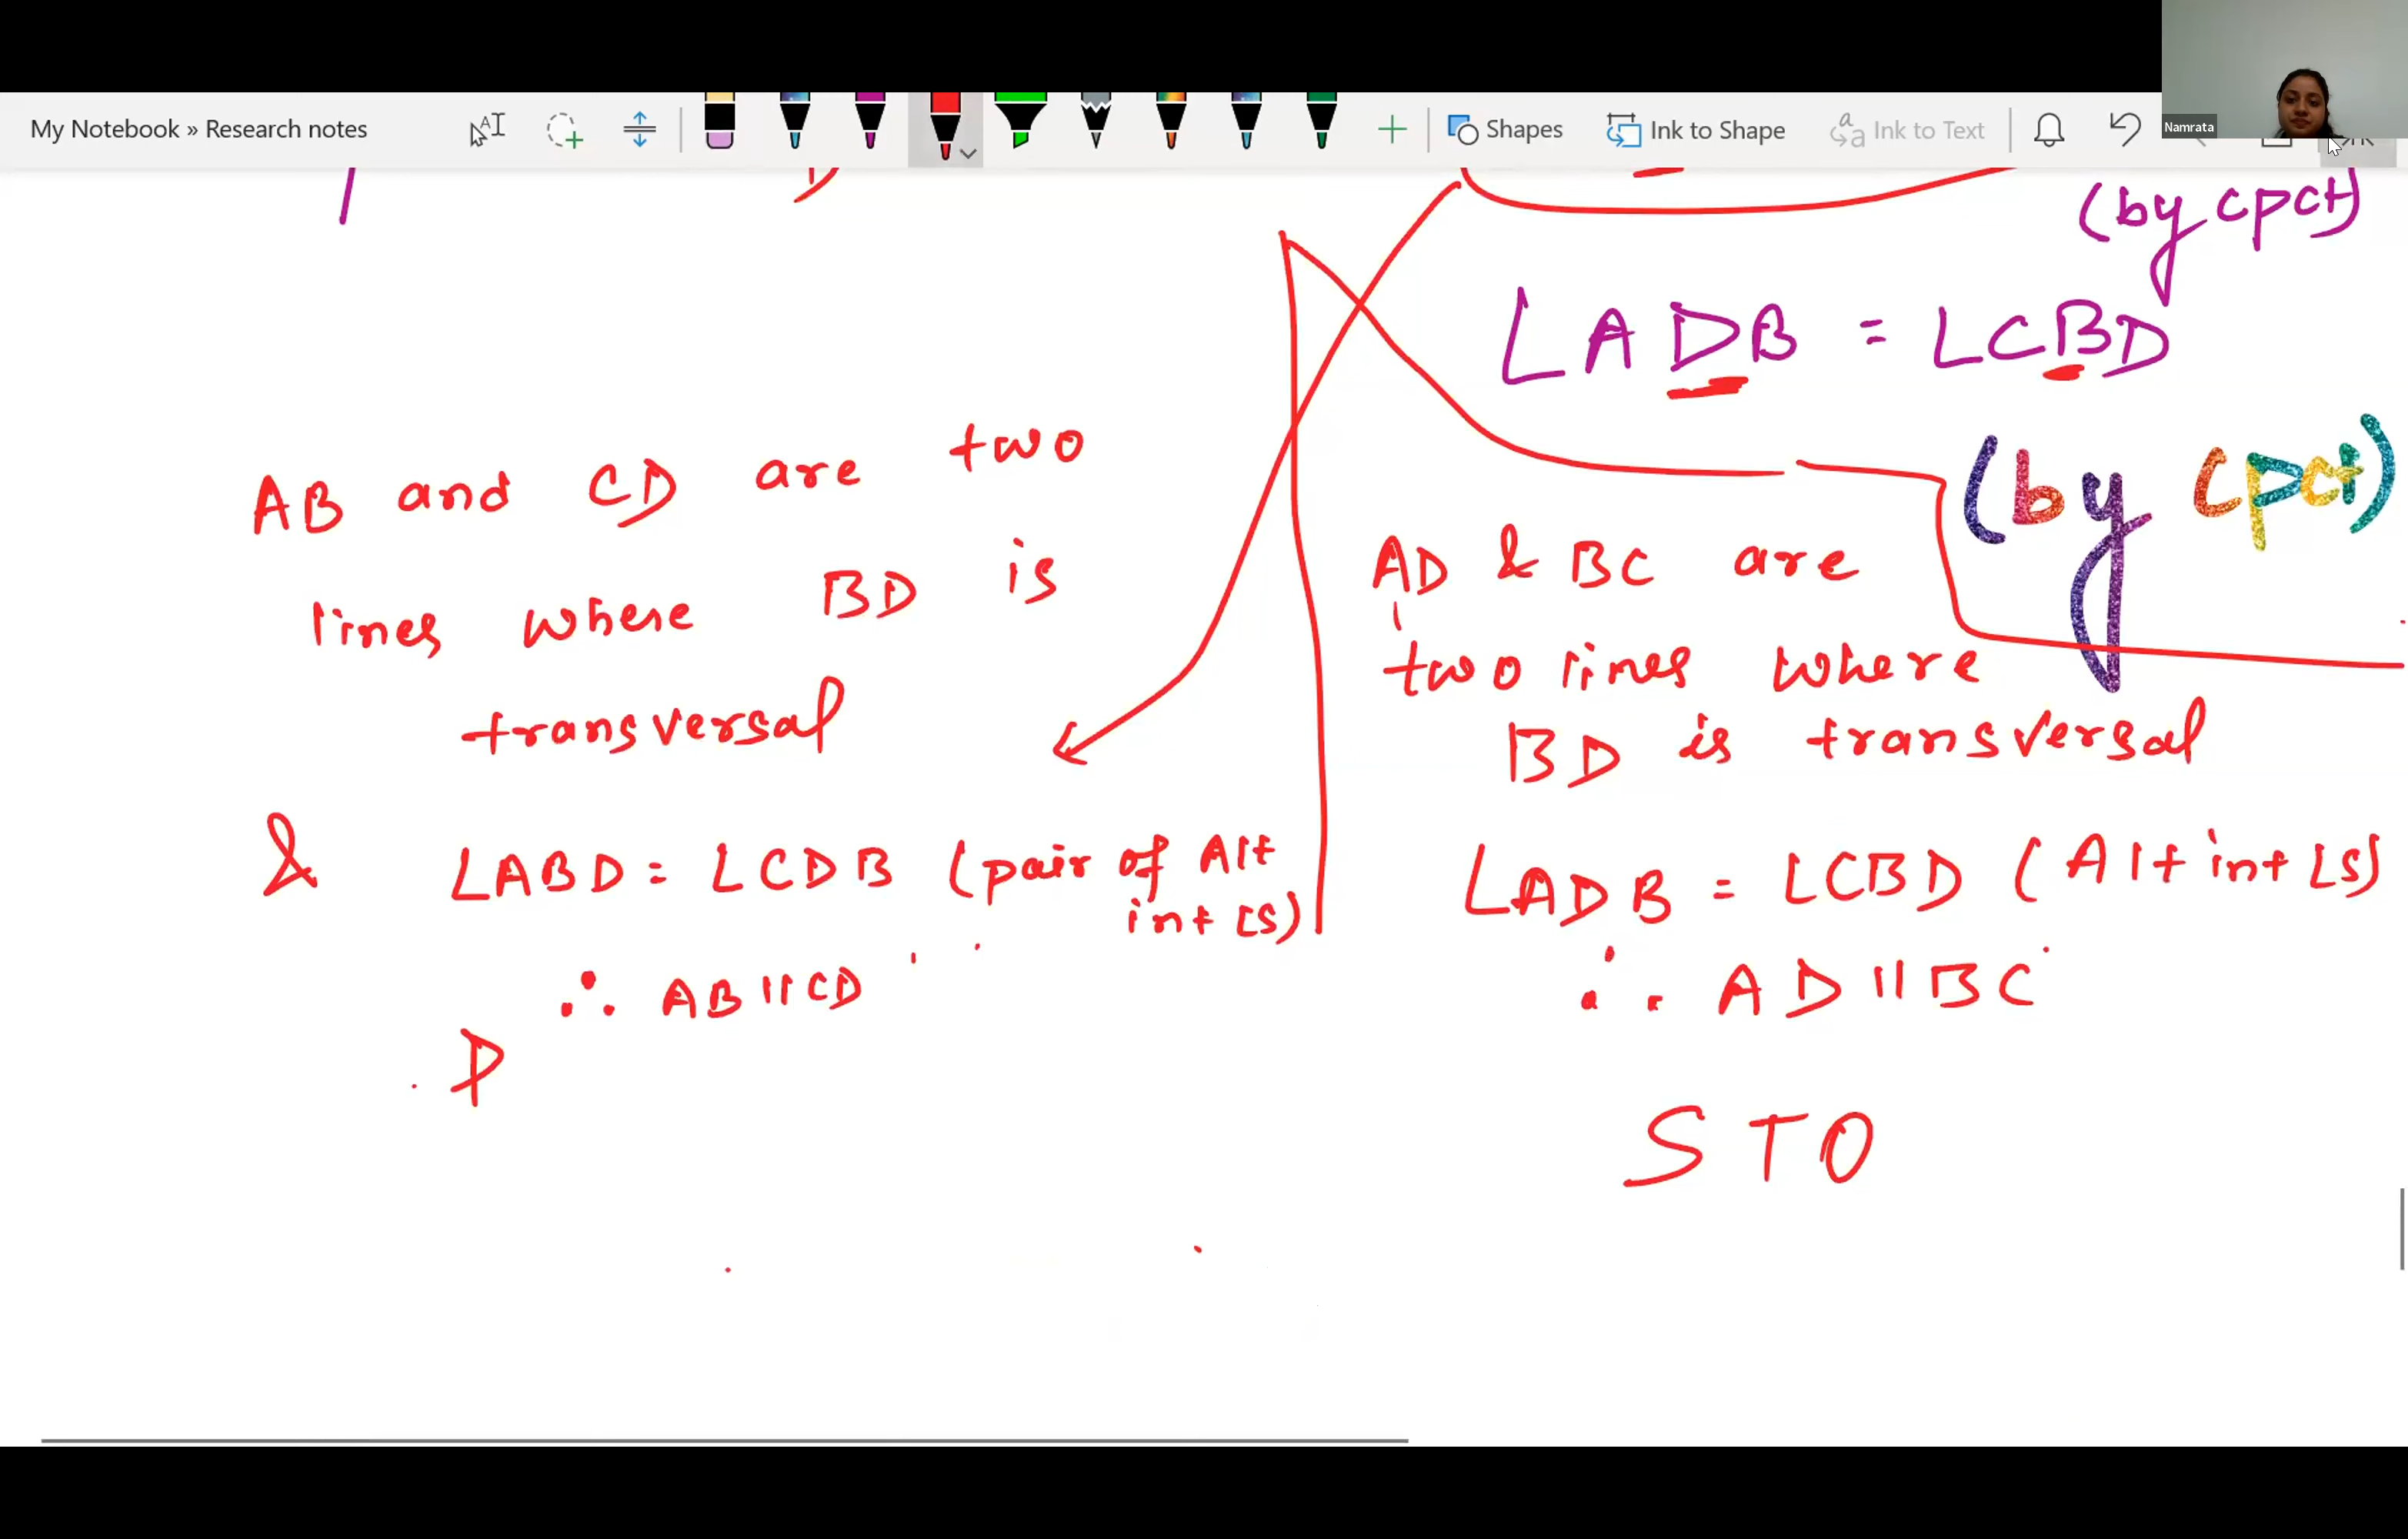 Namrata
My Notebook » Research notes
Shapes
Ink to Shape
Ink to Text
(by cpct)
∠ADB = ∠CBD
(by cpct)
AB and CD are two
lines where BD is
transversal
& ∠ABD = ∠CDB (pair of Alt
int ∠s)
∴ AB || CD
AD & BC are
two lines where
BD is transversal
∠ADB = ∠CBD (Alt int ∠s)
∴ AD || BC
P
STO